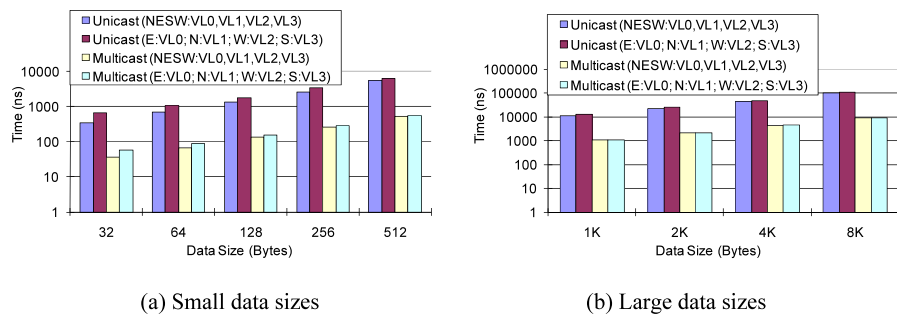 Unicast (NESW:VL0,VL1,VL2,VL3)
Unicast (E:VL0; N:VL1; W:VL2; S:VL3)
Multicast (NESW:VL0,VL1,VL2,VL3)
Multicast (E:VL0; N:VL1; W:VL2; S:VL3)
Time (ns)
10000
1000
100
10
1
32 64 128 256 512
Data Size (Bytes)
(a) Small data sizes
Unicast (NESW:VL0,VL1,VL2,VL3)
Unicast (E:VL0; N:VL1; W:VL2; S:VL3)
Multicast (NESW:VL0,VL1,VL2,VL3)
Multicast (E:VL0; N:VL1; W:VL2; S:VL3)
Time (ns)
1000000
100000
10000
1000
100
10
1
1K 2K 4K 8K
Data Size (Bytes)
(b) Large data sizes